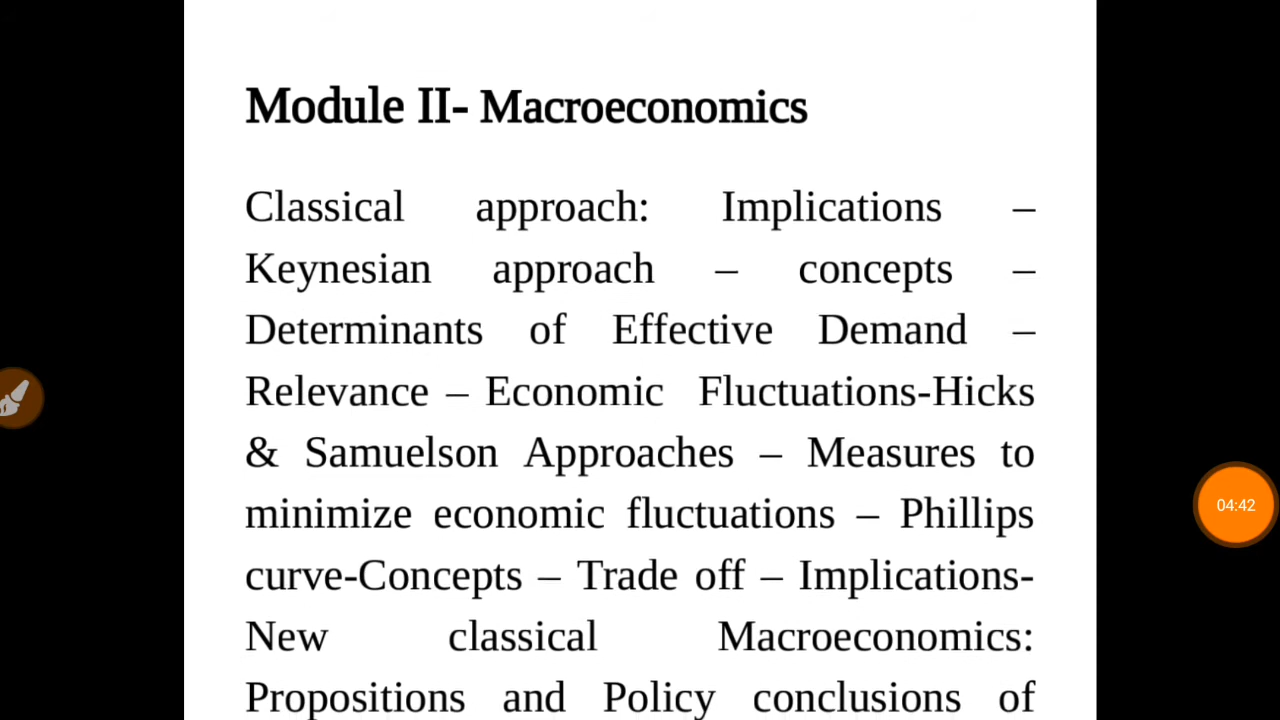 Module II- Macroeconomics
Classical approach: Implications –
Keynesian approach – concepts –
Determinants of Effective Demand –
Relevance – Economic Fluctuations-Hicks
& Samuelson Approaches – Measures to
minimize economic fluctuations – Phillips
curve-Concepts – Trade off – Implications-
New classical Macroeconomics:
Propositions and Policy conclusions of
04:42